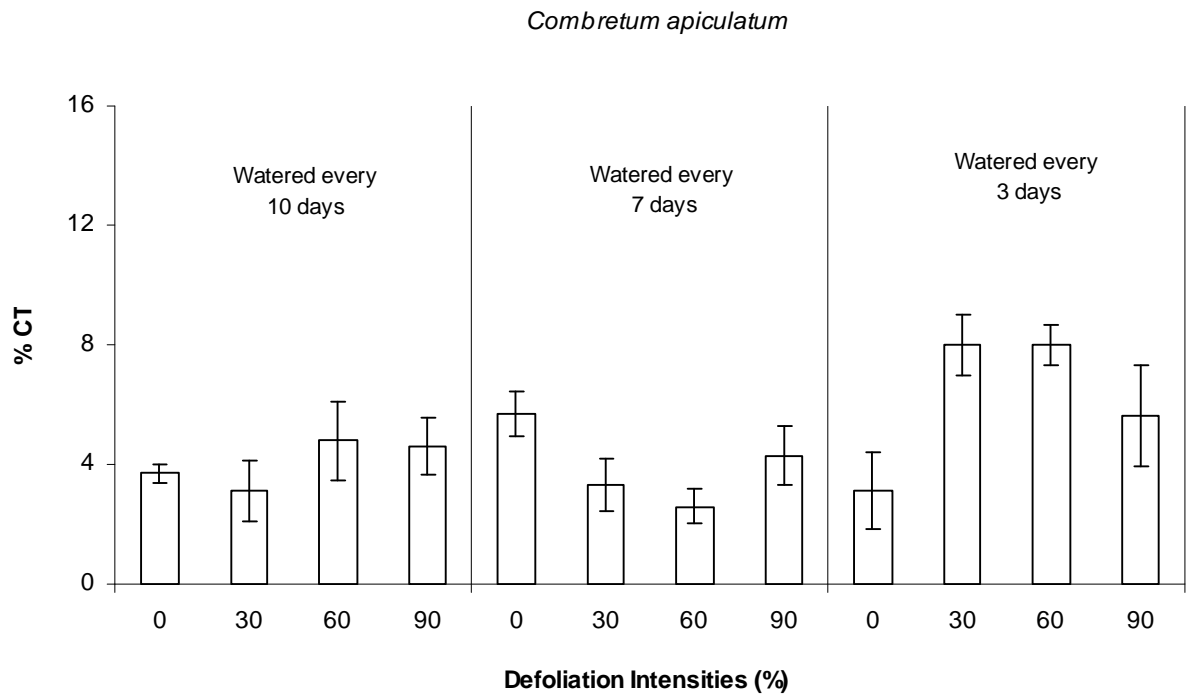 Combretum apiculatum
16
12
8
4
0
% CT
Watered every
10 days
Watered every
7 days
Watered every
3 days
0 30 60 90 0 30 60 90 0 30 60 90
Defoliation Intensities (%)